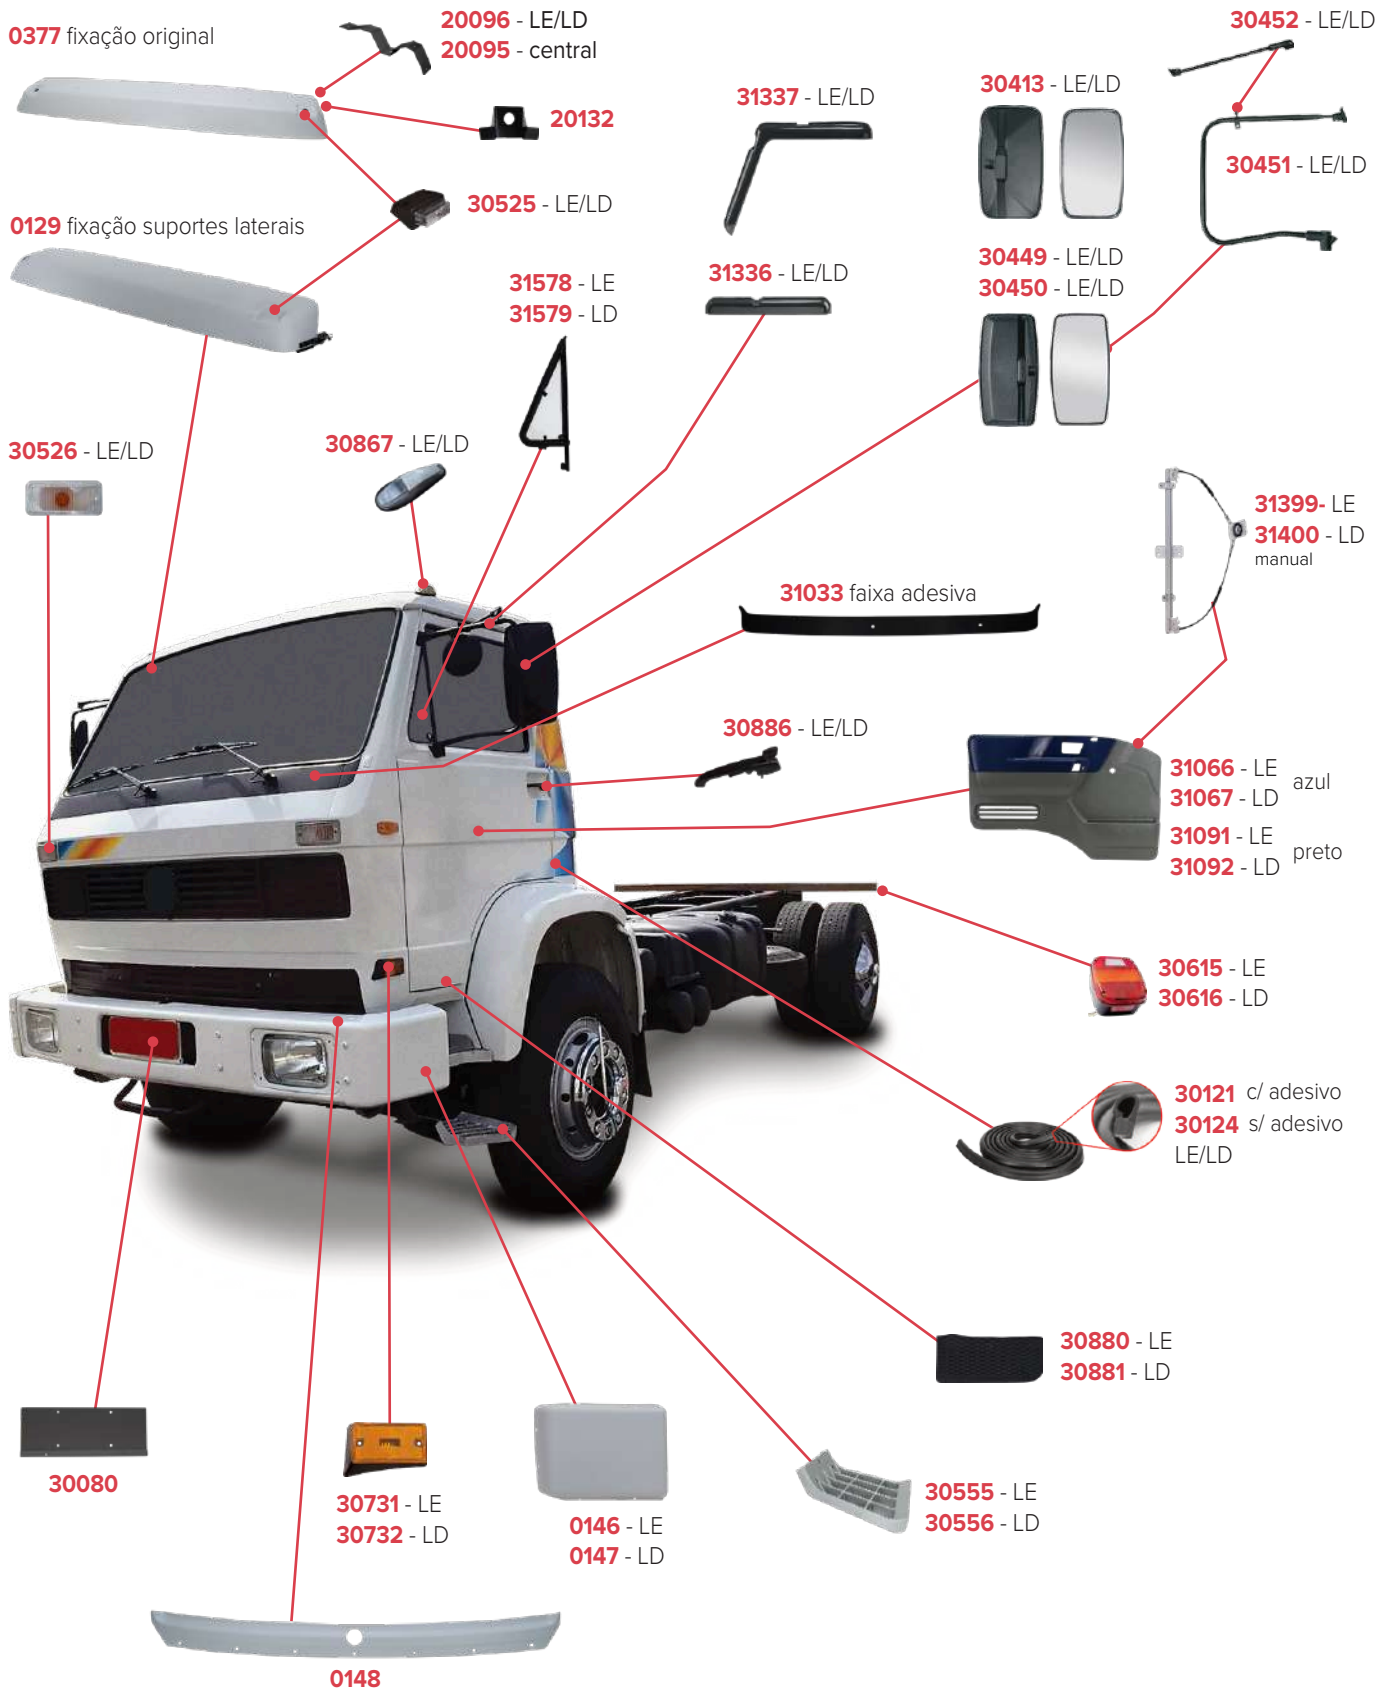 0377 fixação original
20096 - LE/LD
20095 - central
20132
30525 - LE/LD
0129 fixação suportes laterais
31337 - LE/LD
31336 - LE/LD
30413 - LE/LD
30452 - LE/LD
30451 - LE/LD
30449 - LE/LD
30450 - LE/LD
31578 - LE
31579 - LD
30526 - LE/LD
30867 - LE/LD
31399- LE
31400 - LD
manual
31033 faixa adesiva
30886 - LE/LD
31066 - LE
31067 - LD
azul
31091 - LE
31092 - LD
preto
30615 - LE
30616 - LD
30121 c/ adesivo
30124 s/ adesivo
LE/LD
30880 - LE
30881 - LD
30080
30731 - LE
30732 - LD
0146 - LE
0147 - LD
30555 - LE
30556 - LD
0148